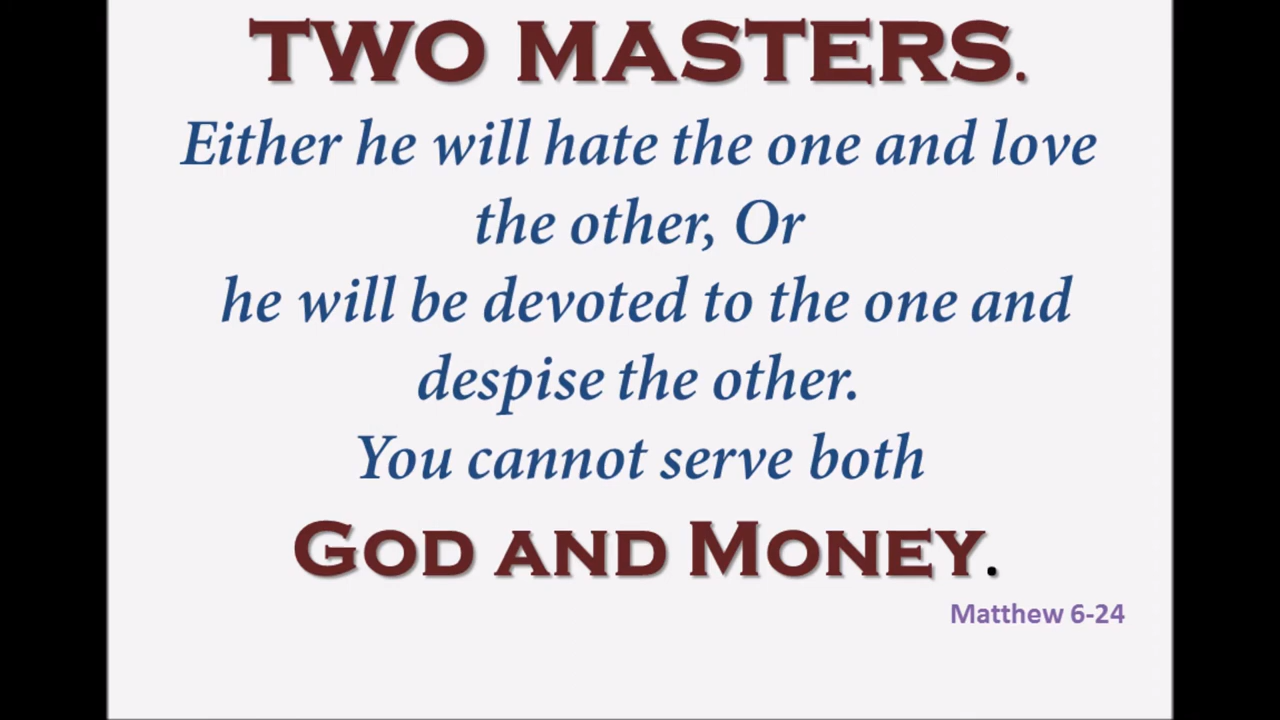 TWO MASTERS.
Either he will hate the one and love
the other, Or
he will be devoted to the one and
despise the other.
You cannot serve both
GOD AND MONEY.
Matthew 6-24